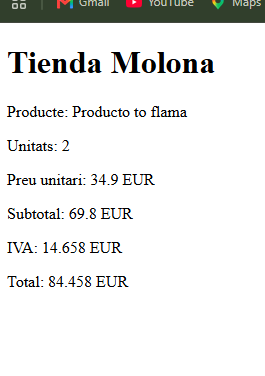 Gmail YouTube Maps
Tienda Molona
Producte: Producto to flama
Unitats: 2
Preu unitari: 34.9 EUR
Subtotal: 69.8 EUR
IVA: 14.658 EUR
Total: 84.458 EUR